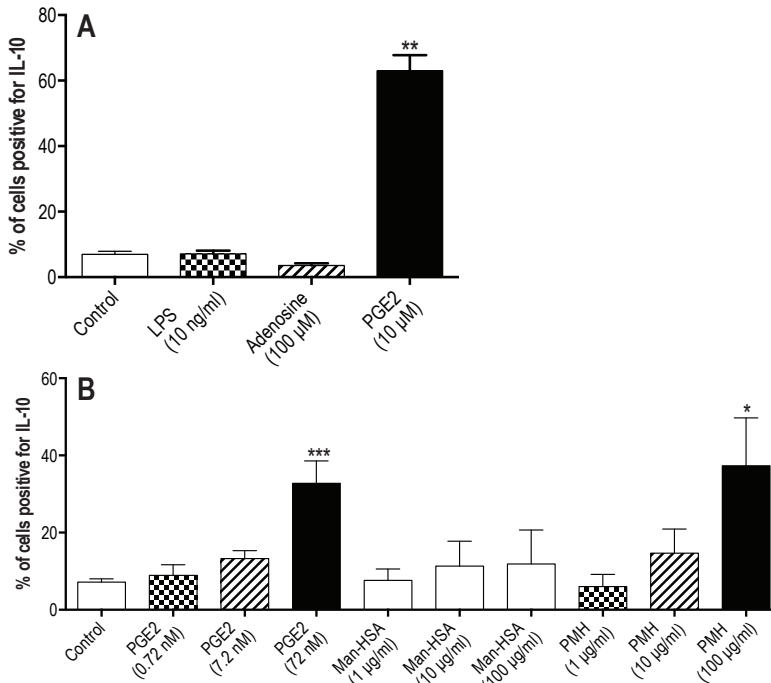 A
% of cells positive for IL-10
80
60
40
20
0
**
Control
LPS
(10 ng/ml)
Adenosine
(100 µM)
PGE2
(10 µM)
B
% of cells positive for IL-10
60
40
20
0
***
*
Control
PGE2
(0.72 nM)
PGE2
(7.2 nM)
PGE2
(72 nM)
Man-HSA
(1 µg/ml)
Man-HSA
(10 µg/ml)
Man-HSA
(100 µg/ml)
PMH
(1 µg/ml)
PMH
(10 µg/ml)
PMH
(100 µg/ml)